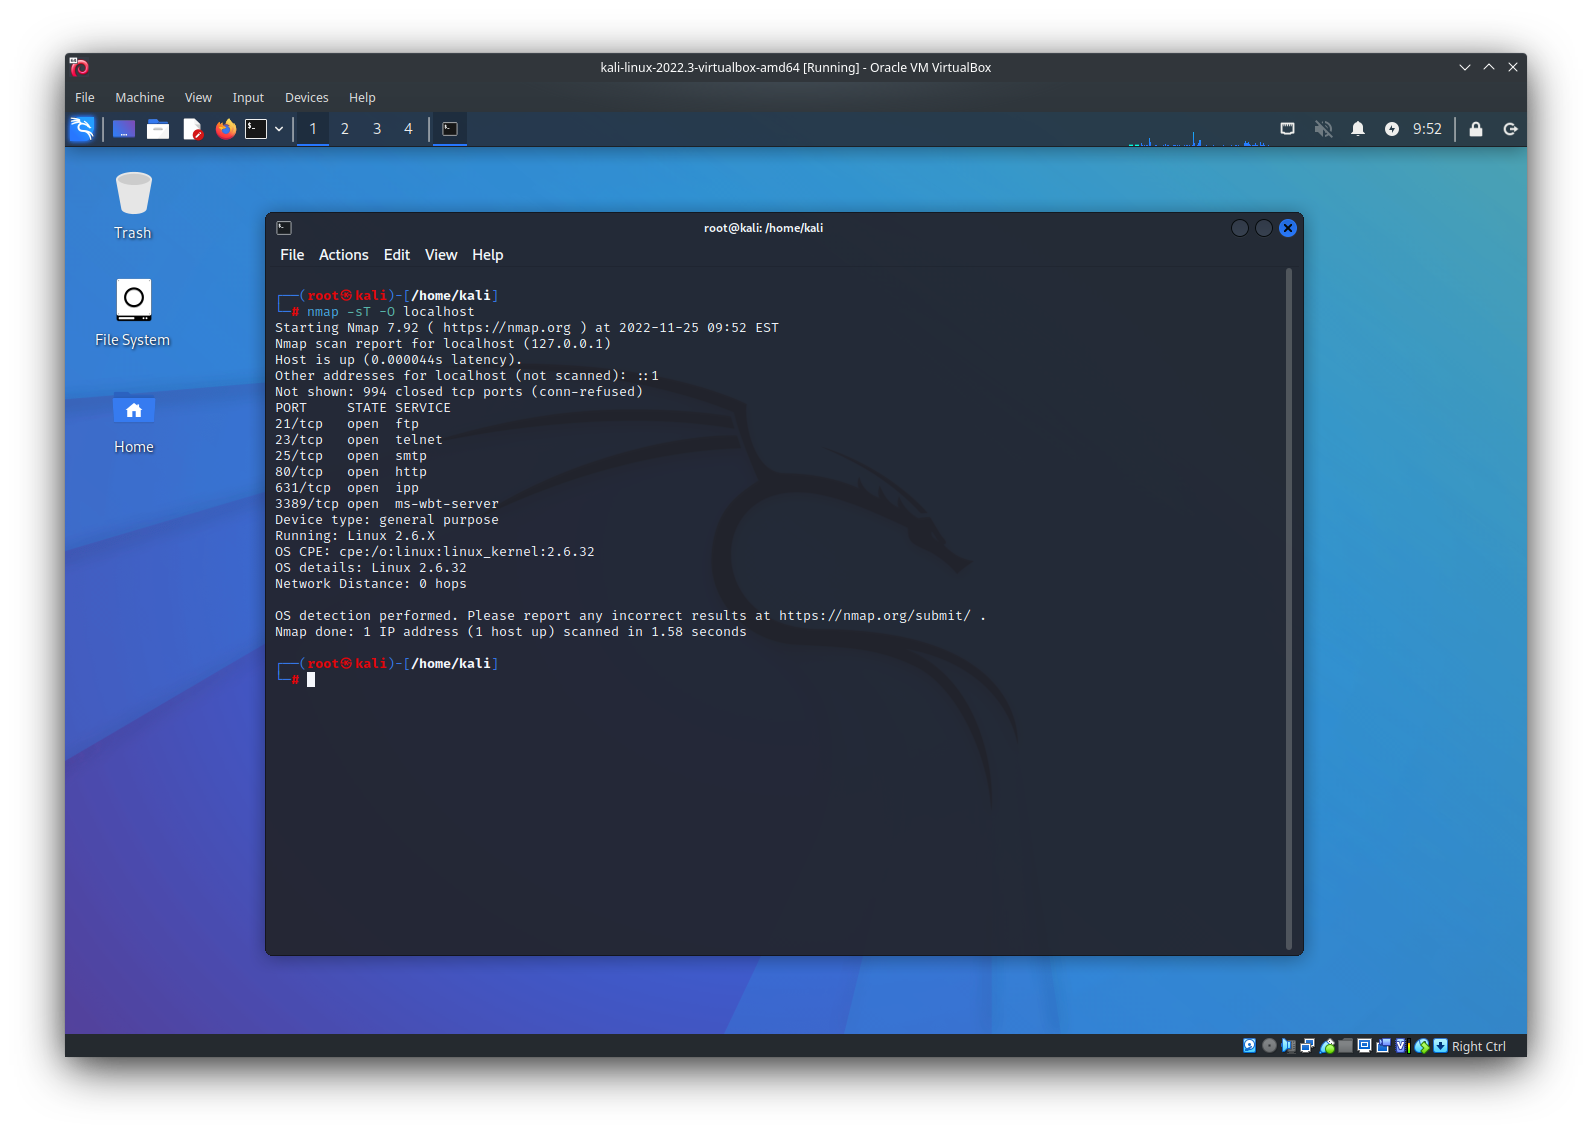 kali-linux-2022.3-virtualbox-amd64 [Running] - Oracle VM VirtualBox
File Machine View Input Devices Help
1 2 3 4 9:52
Trash
File System
Home
root@kali: /home/kali
File Actions Edit View Help
┌──(root㉿kali)-[/home/kali]
└─# nmap -sT -O localhost
Starting Nmap 7.92 ( https://nmap.org ) at 2022-11-25 09:52 EST
Nmap scan report for localhost (127.0.0.1)
Host is up (0.000044s latency).
Other addresses for localhost (not scanned): ::1
Not shown: 994 closed tcp ports (conn-refused)
PORT     STATE SERVICE
21/tcp   open  ftp
23/tcp   open  telnet
25/tcp   open  smtp
80/tcp   open  http
631/tcp  open  ipp
3389/tcp open  ms-wbt-server
Device type: general purpose
Running: Linux 2.6.X
OS CPE: cpe:/o:linux:linux_kernel:2.6.32
OS details: Linux 2.6.32
Network Distance: 0 hops
OS detection performed. Please report any incorrect results at https://nmap.org/submit/ .
Nmap done: 1 IP address (1 host up) scanned in 1.58 seconds
┌──(root㉿kali)-[/home/kali]
└─#
Right Ctrl